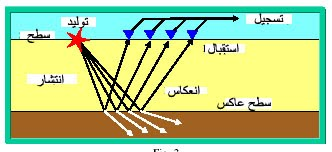 توليد
تسجيل
سطح
استقبال
انتشار
انعكاس
سطح عاكس